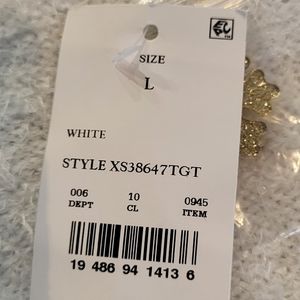 SIZE
L
WHITE
STYLE XS38647TGT
006 10 0945
DEPT CL ITEM
19 486 94 1413 6